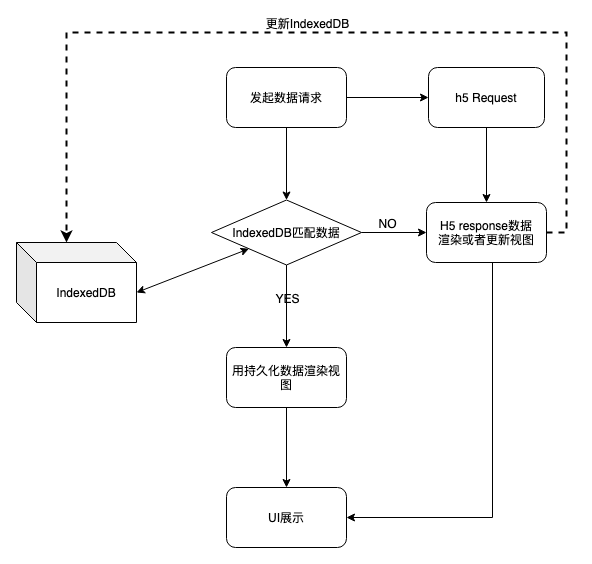 更新IndexedDB
发起数据请求
h5 Request
IndexedDB匹配数据
NO
H5 response数据
渲染或者更新视图
IndexedDB
YES
用持久化数据渲染视
图
UI展示